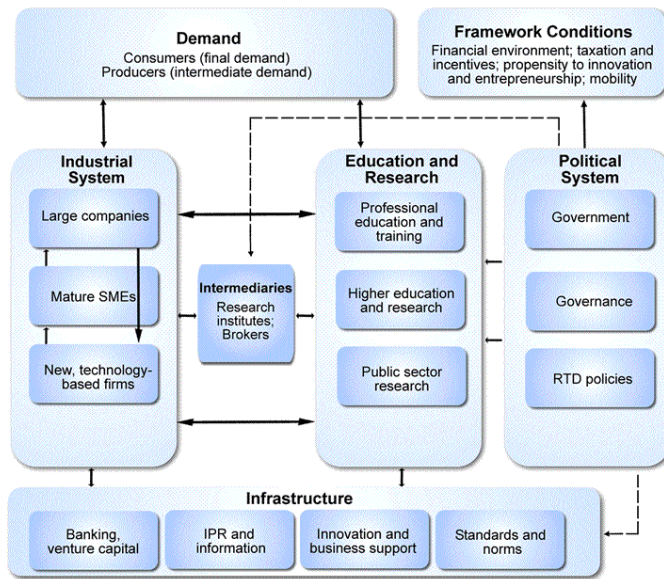 Demand
Consumers (final demand)
Producers (intermediate demand)
Framework Conditions
Financial environment; taxation and
incentives; propensity to innovation
and entrepreneurship; mobility
Industrial
System
Large companies
Mature SMEs
New, technology-
based firms
Intermediaries
Research
institutes;
Brokers
Education and
Research
Professional
education and
training
Higher education
and research
Public sector
research
Political
System
Government
Governance
RTD policies
Infrastructure
Banking,
venture capital
IPR and
information
Innovation and
business support
Standards and
norms